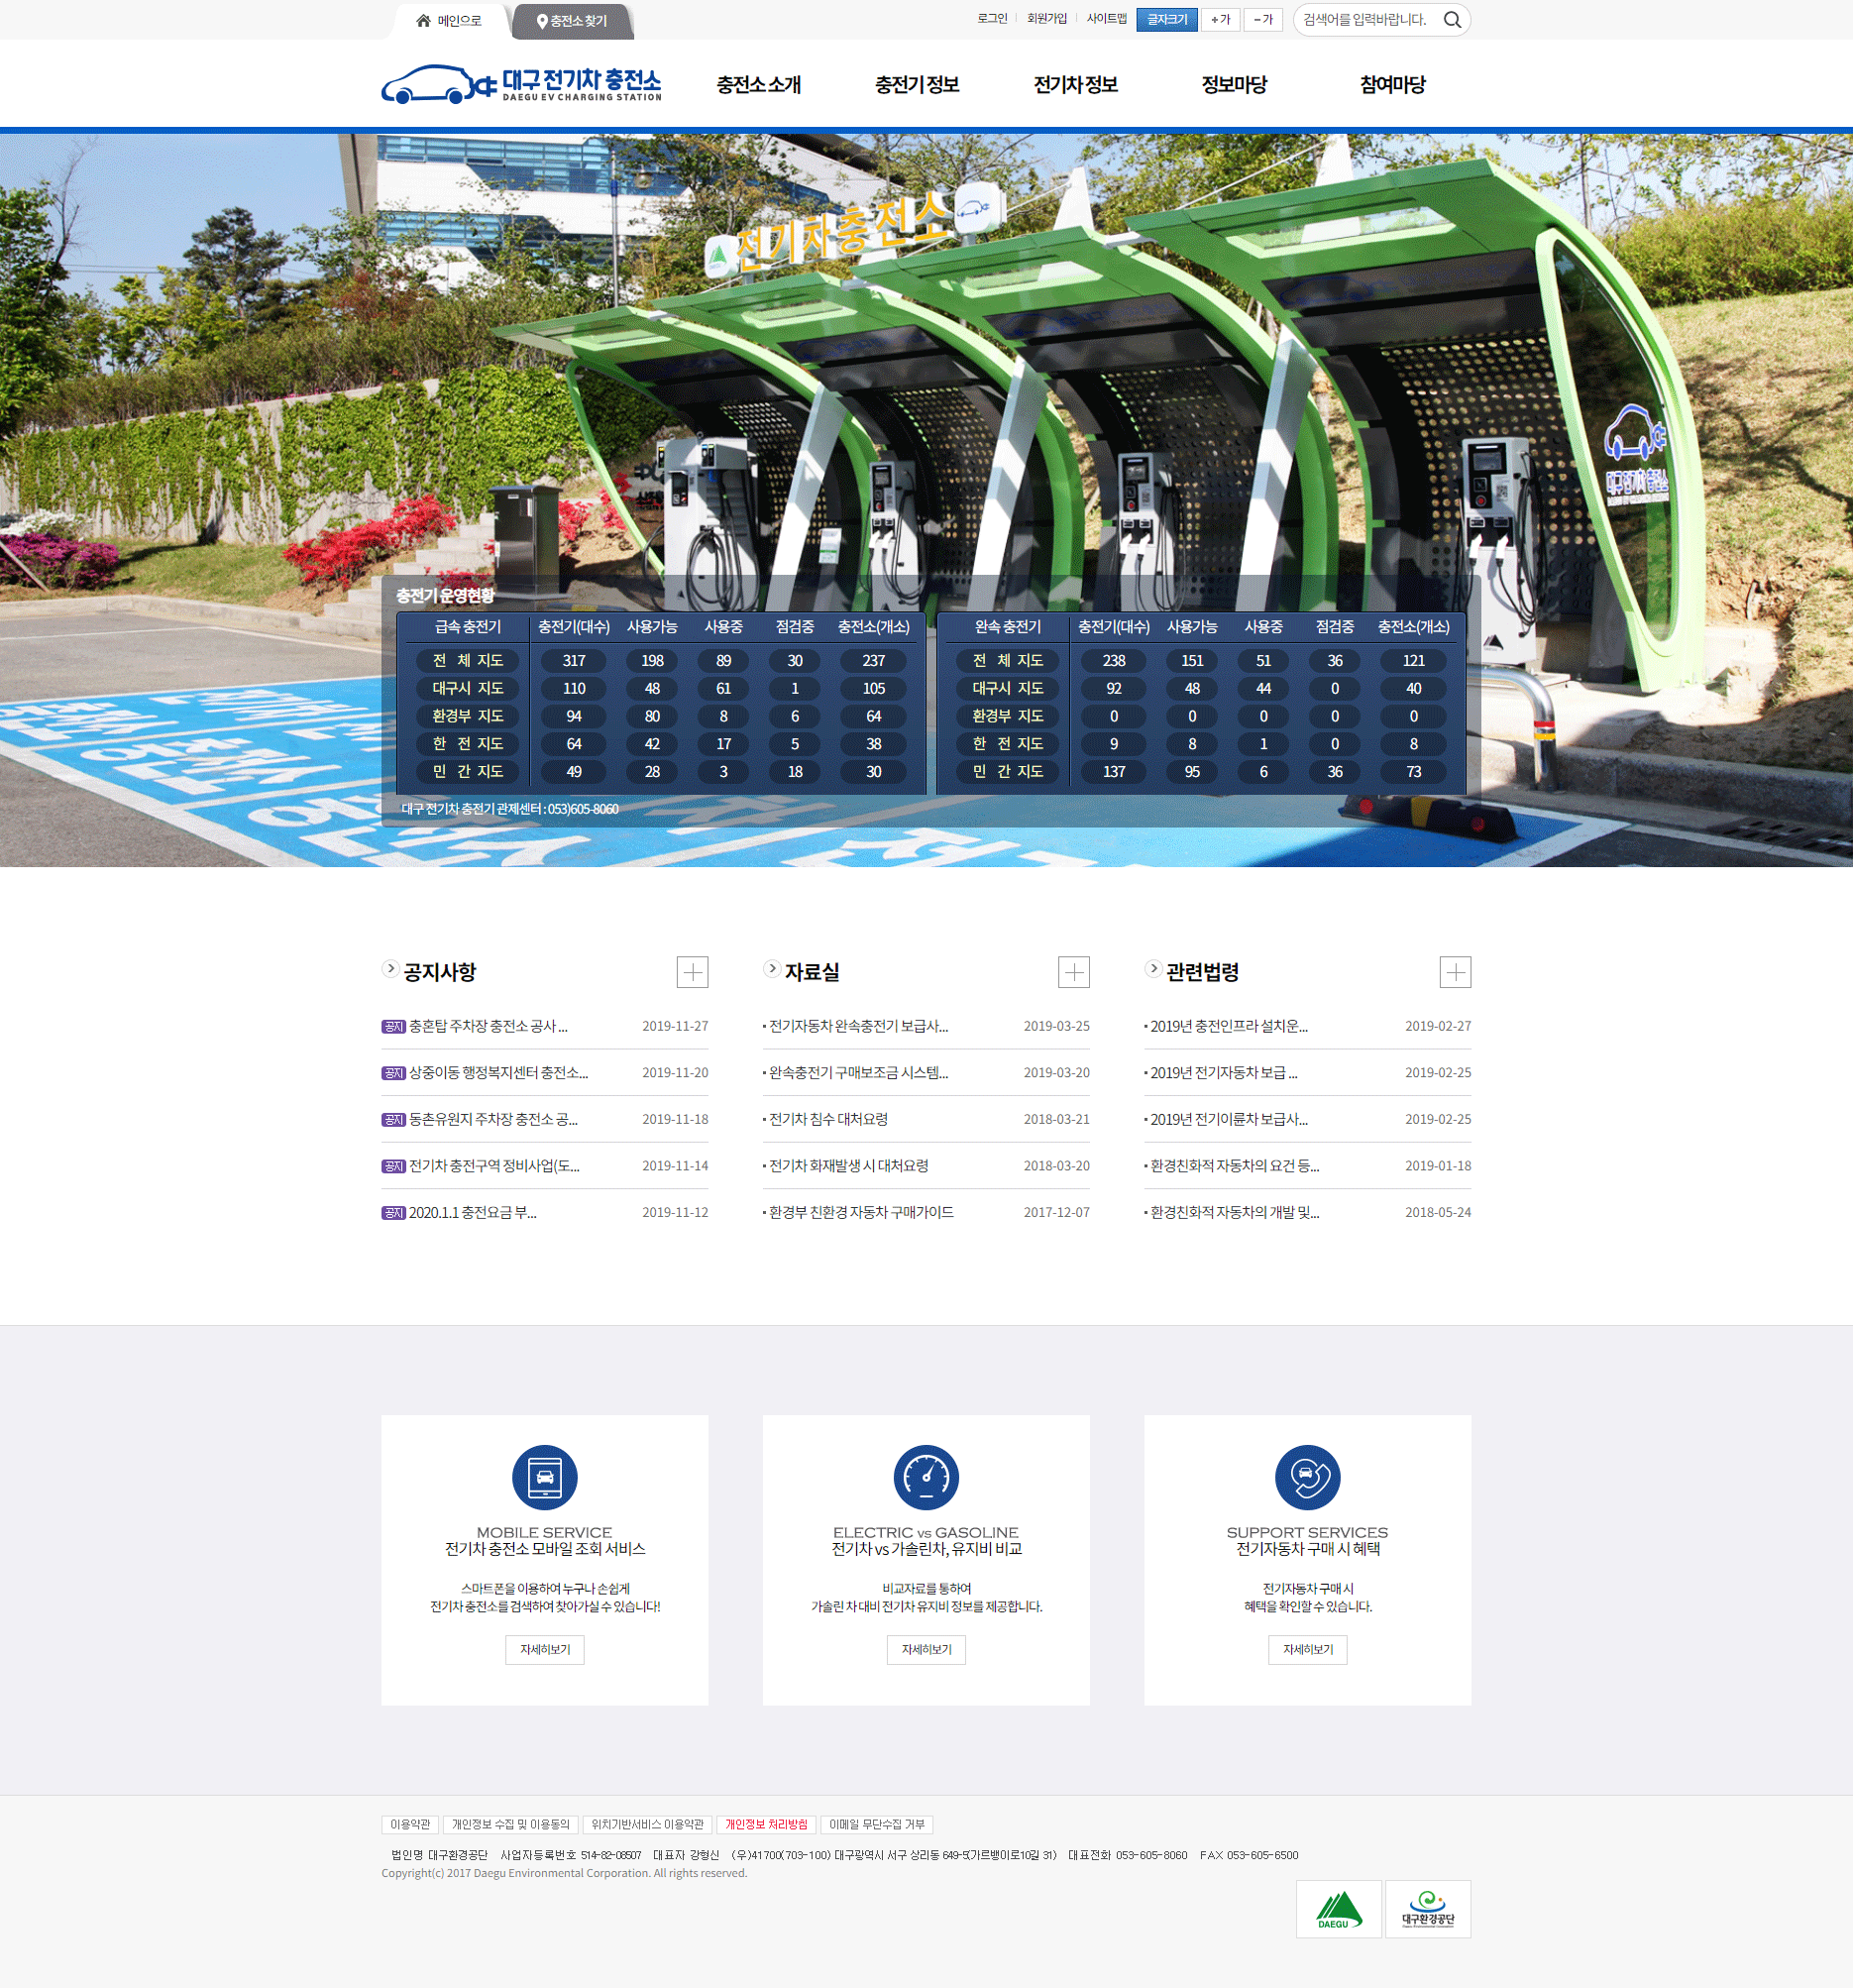 메인으로 충전소 찾기 로그인 회원가입 사이트맵 글자크기 +가 -가 검색어를 입력바랍니다.
대구 전기차 충전소
DAEGU EV CHARGING STATION
충전소 소개 충전기 정보 전기차 정보 정보마당 참여마당
전기차충전소
대구전기차 충전소
충전기 운영현황
급속 충전기 충전기(대수) 사용가능 사용중 점검중 충전소(개소)
전 체 지도 317 198 89 30 237
대구시 지도 110 48 61 1 105
환경부 지도 94 80 8 6 64
한 전 지도 64 42 17 5 38
민 간 지도 49 28 3 18 30
완속 충전기 충전기(대수) 사용가능 사용중 점검중 충전소(개소)
전 체 지도 238 151 51 36 121
대구시 지도 92 48 44 0 40
환경부 지도 0 0 0 0 0
한 전 지도 9 8 1 0 8
민 간 지도 137 95 6 36 73
대구 전기차 충전기 관제센터 : 053)605-8060
공지사항
공지 충혼탑 주차장 충전소 공사 ... 2019-11-27
공지 상중이동 행정복지센터 충전소... 2019-11-20
공지 동촌유원지 주차장 충전소 공... 2019-11-18
공지 전기차 충전구역 정비사업(도... 2019-11-14
공지 2020.1.1 충전요금 부... 2019-11-12
자료실
전기자동차 완속충전기 보급사... 2019-03-25
완속충전기 구매보조금 시스템... 2019-03-20
전기차 침수 대처요령 2018-03-21
전기차 화재발생 시 대처요령 2018-03-20
환경부 친환경 자동차 구매가이드 2017-12-07
관련법령
2019년 충전인프라 설치운... 2019-02-27
2019년 전기자동차 보급 ... 2019-02-25
2019년 전기이륜차 보급사... 2019-02-25
환경친화적 자동차의 요건 등... 2019-01-18
환경친화적 자동차의 개발 및... 2018-05-24
MOBILE SERVICE
전기차 충전소 모바일 조회 서비스
스마트폰을 이용하여 누구나 손쉽게
전기차 충전소를 검색하여 찾아가실 수 있습니다!
자세히보기
ELECTRIC vs GASOLINE
전기차 vs 가솔린차, 유지비 비교
비교자료를 통하여
가솔린 차 대비 전기차 유지비 정보를 제공합니다.
자세히보기
SUPPORT SERVICES
전기자동차 구매 시 혜택
전기자동차 구매 시
혜택을 확인할 수 있습니다.
자세히보기
이용약관 개인정보 수집 및 이용동의 위치기반서비스 이용약관 개인정보 처리방침 이메일 무단수집 거부
법인명 대구환경공단 사업자등록번호 514-82-08507 대표자 강형신 (우)41700(703-100) 대구광역시 서구 상리동 649-5(가르뱅이로10길 31) 대표전화 053-605-8060 FAX 053-605-6500
Copyright(c) 2017 Daegu Environmental Corporation. All rights reserved.
DAEGU
대구환경공단